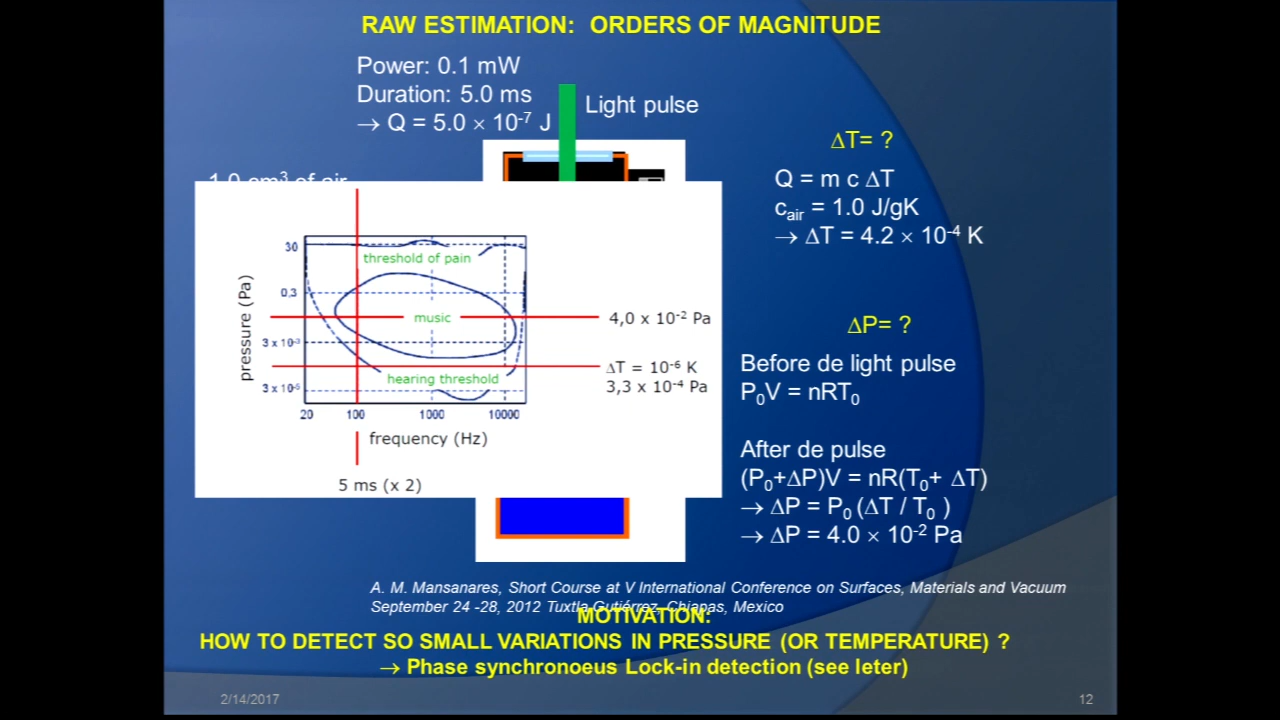 RAW ESTIMATION: ORDERS OF MAGNITUDE
Power: 0.1 mW
Duration: 5.0 ms
→ Q = 5.0 × 10⁻⁷ J
Light pulse
1.0 cm³ of air
ΔT= ?
Q = m c ΔT
c_air = 1.0 J/gK
→ ΔT = 4.2 × 10⁻⁴ K
pressure (Pa)
30
0,3
3 x 10⁻³
3 x 10⁻⁵
threshold of pain
music
hearing threshold
20 100 1000 10000
frequency (Hz)
5 ms (x 2)
4,0 x 10⁻² Pa
ΔT = 10⁻⁶ K
3,3 x 10⁻⁴ Pa
ΔP= ?
Before de light pulse
P₀V = nRT₀
After de pulse
(P₀+ΔP)V = nR(T₀+ ΔT)
→ ΔP = P₀ (ΔT / T₀ )
→ ΔP = 4.0 × 10⁻² Pa
A. M. Mansanares, Short Course at V International Conference on Surfaces, Materials and Vacuum
September 24 -28, 2012 Tuxtla Gutiérrez, Chiapas, Mexico
MOTIVATION:
HOW TO DETECT SO SMALL VARIATIONS IN PRESSURE (OR TEMPERATURE) ?
→ Phase synchronoeus Lock-in detection (see leter)
2/14/2017
12